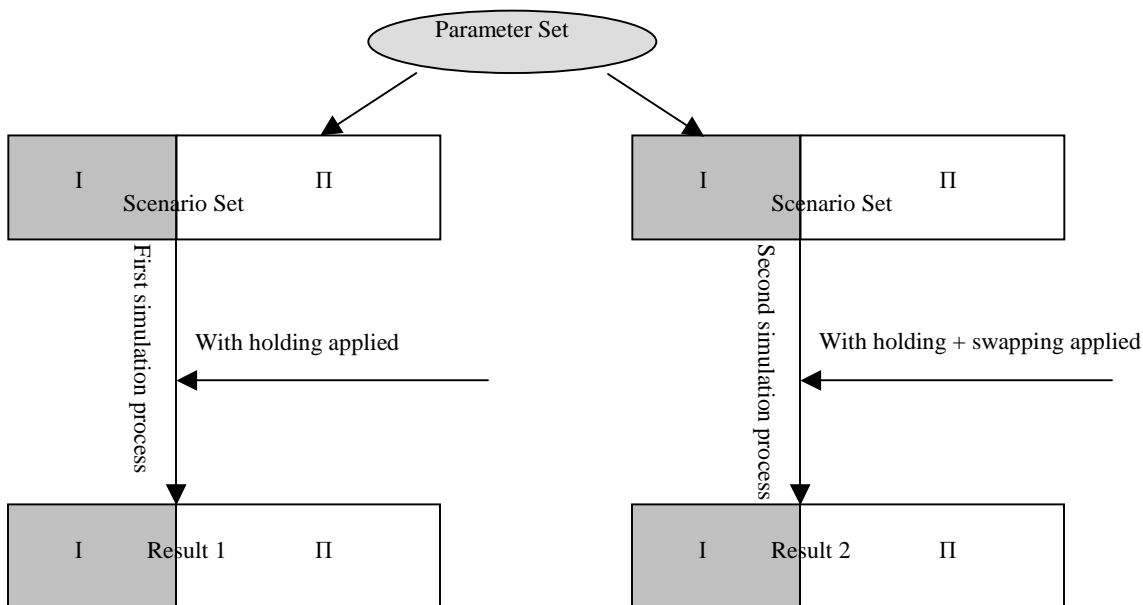 Parameter Set
I Π
Scenario Set
I Π
Scenario Set
First simulation process
With holding applied
Second simulation process
With holding + swapping applied
I Result 1 Π
I Result 2 Π